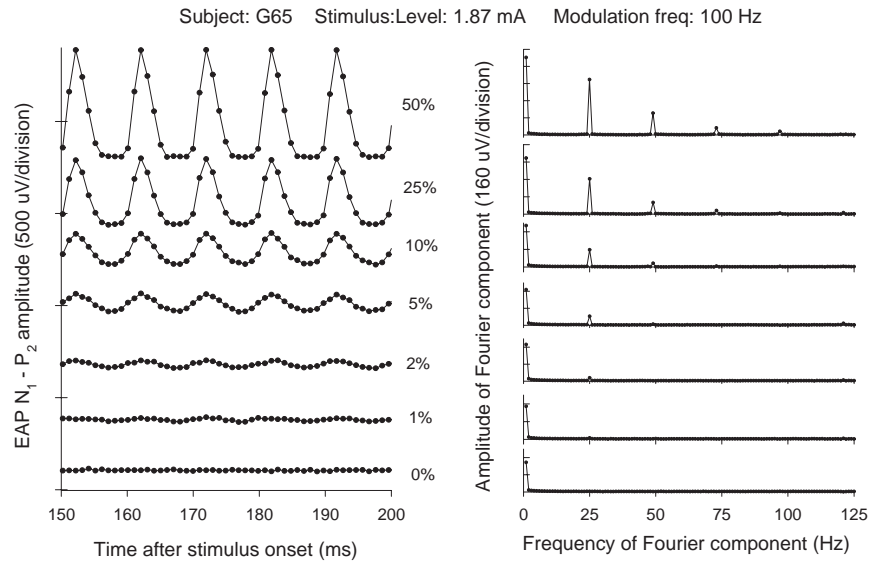 Subject: G65 Stimulus:Level: 1.87 mA Modulation freq: 100 Hz
EAP N1 - P2 amplitude (500 uV/division)
50%
25%
10%
5%
2%
1%
0%
150 160 170 180 190 200
Time after stimulus onset (ms)
Amplitude of Fourier component (160 uV/division)
0 25 50 75 100 125
Frequency of Fourier component (Hz)